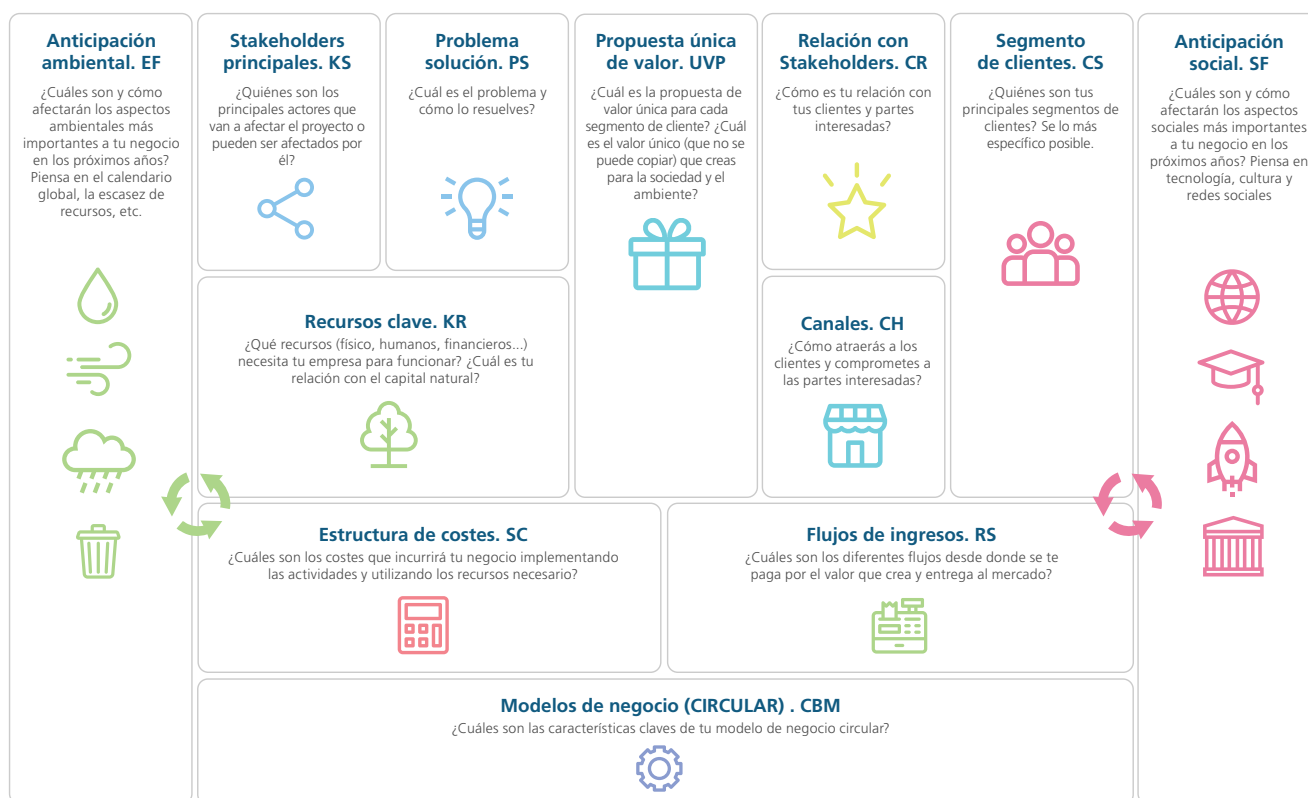 Anticipación
ambiental. EF
¿Cuáles son y cómo
afectarán los aspectos
ambientales más
importantes a tu negocio
en los próximos años?
Piensa en el calendario
global, la escasez de
recursos, etc.
Stakeholders
principales. KS
¿Quiénes son los
principales actores que
van a afectar el proyecto o
pueden ser afectados por
él?
Problema
solución. PS
¿Cuál es el problema y
cómo lo resuelves?
Propuesta única
de valor. UVP
¿Cuál es la propuesta de
valor única para cada
segmento de cliente? ¿Cuál
es el valor único (que no se
puede copiar) que creas
para la sociedad y el
ambiente?
Relación con
Stakeholders. CR
¿Cómo es tu relación con
tus clientes y partes
interesadas?
Segmento
de clientes. CS
¿Quiénes son tus
principales segmentos de
clientes? Se lo más
específico posible.
Anticipación
social. SF
¿Cuáles son y cómo
afectarán los aspectos
sociales más importantes
a tu negocio en los
próximos años? Piensa en
tecnología, cultura y
redes sociales
Recursos clave. KR
¿Qué recursos (físico, humanos, financieros...)
necesita tu empresa para funcionar? ¿Cuál es tu
relación con el capital natural?
Canales. CH
¿Cómo atraerás a los
clientes y comprometes a
las partes interesadas?
Estructura de costes. SC
¿Cuáles son los costes que incurrirá tu negocio implementando
las actividades y utilizando los recursos necesario?
Flujos de ingresos. RS
¿Cuáles son los diferentes flujos desde donde se te
paga por el valor que crea y entrega al mercado?
Modelos de negocio (CIRCULAR) . CBM
¿Cuáles son las características claves de tu modelo de negocio circular?